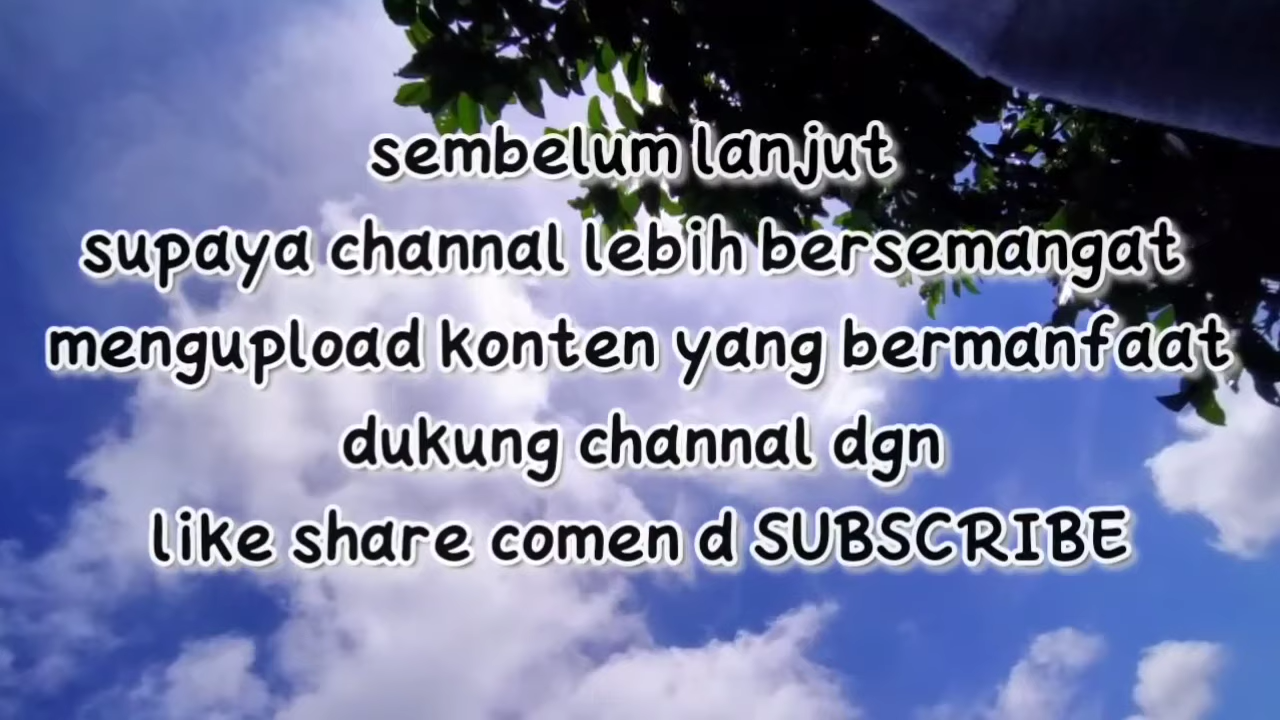 sembelum lanjut
supaya channal lebih bersemangat
mengupload konten yang bermanfaat
dukung channal dgn
like share comen d SUBSCRIBE